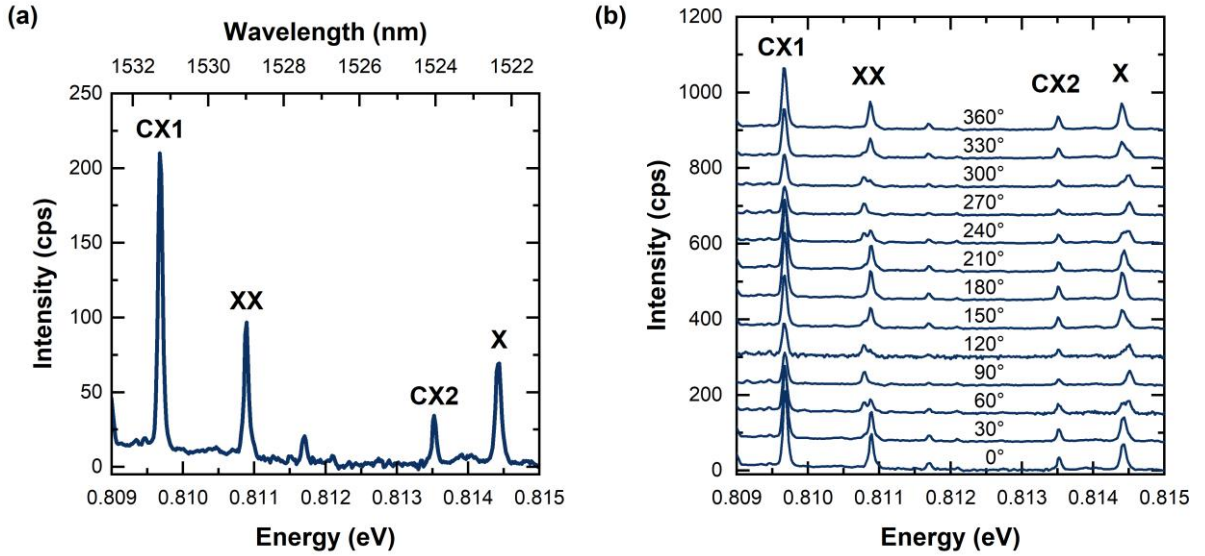 (a)
Wavelength (nm)
1532 1530 1528 1526 1524 1522
250
200
150
100
50
0
Intensity (cps)
CX1
XX
CX2
X
0.809 0.810 0.811 0.812 0.813 0.814 0.815
Energy (eV)
(b)
1200
1000
800
600
400
200
0
Intensity (cps)
CX1
XX
CX2
X
360°
330°
300°
270°
240°
210°
180°
150°
120°
90°
60°
30°
0°
0.809 0.810 0.811 0.812 0.813 0.814 0.815
Energy (eV)